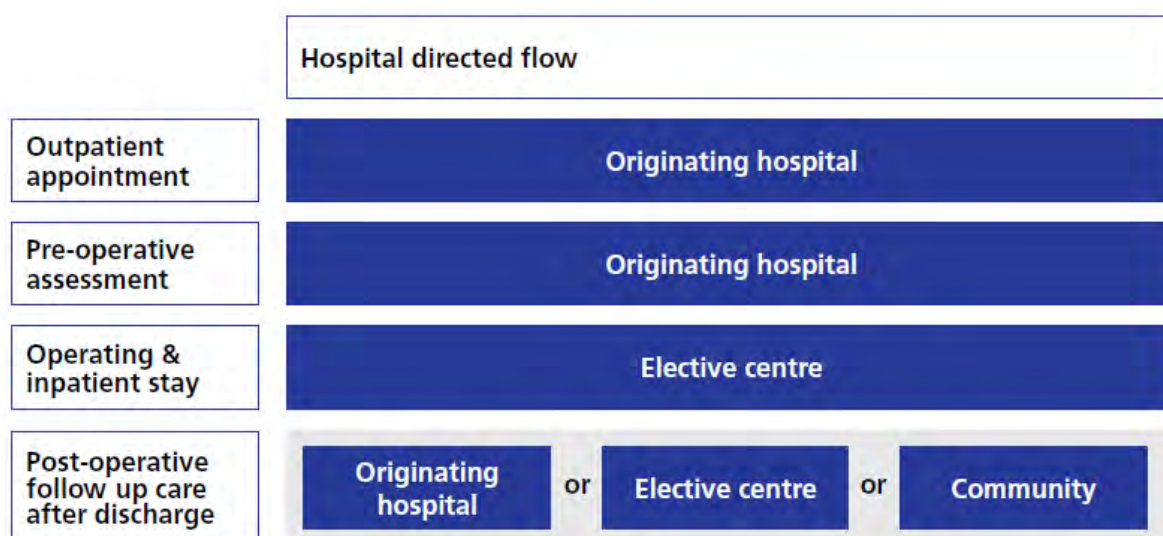 Hospital directed flow
Outpatient
appointment
Originating hospital
Pre-operative
assessment
Originating hospital
Operating &
inpatient stay
Elective centre
Post-operative
follow up care
after discharge
Originating
hospital
or
Elective centre
or
Community